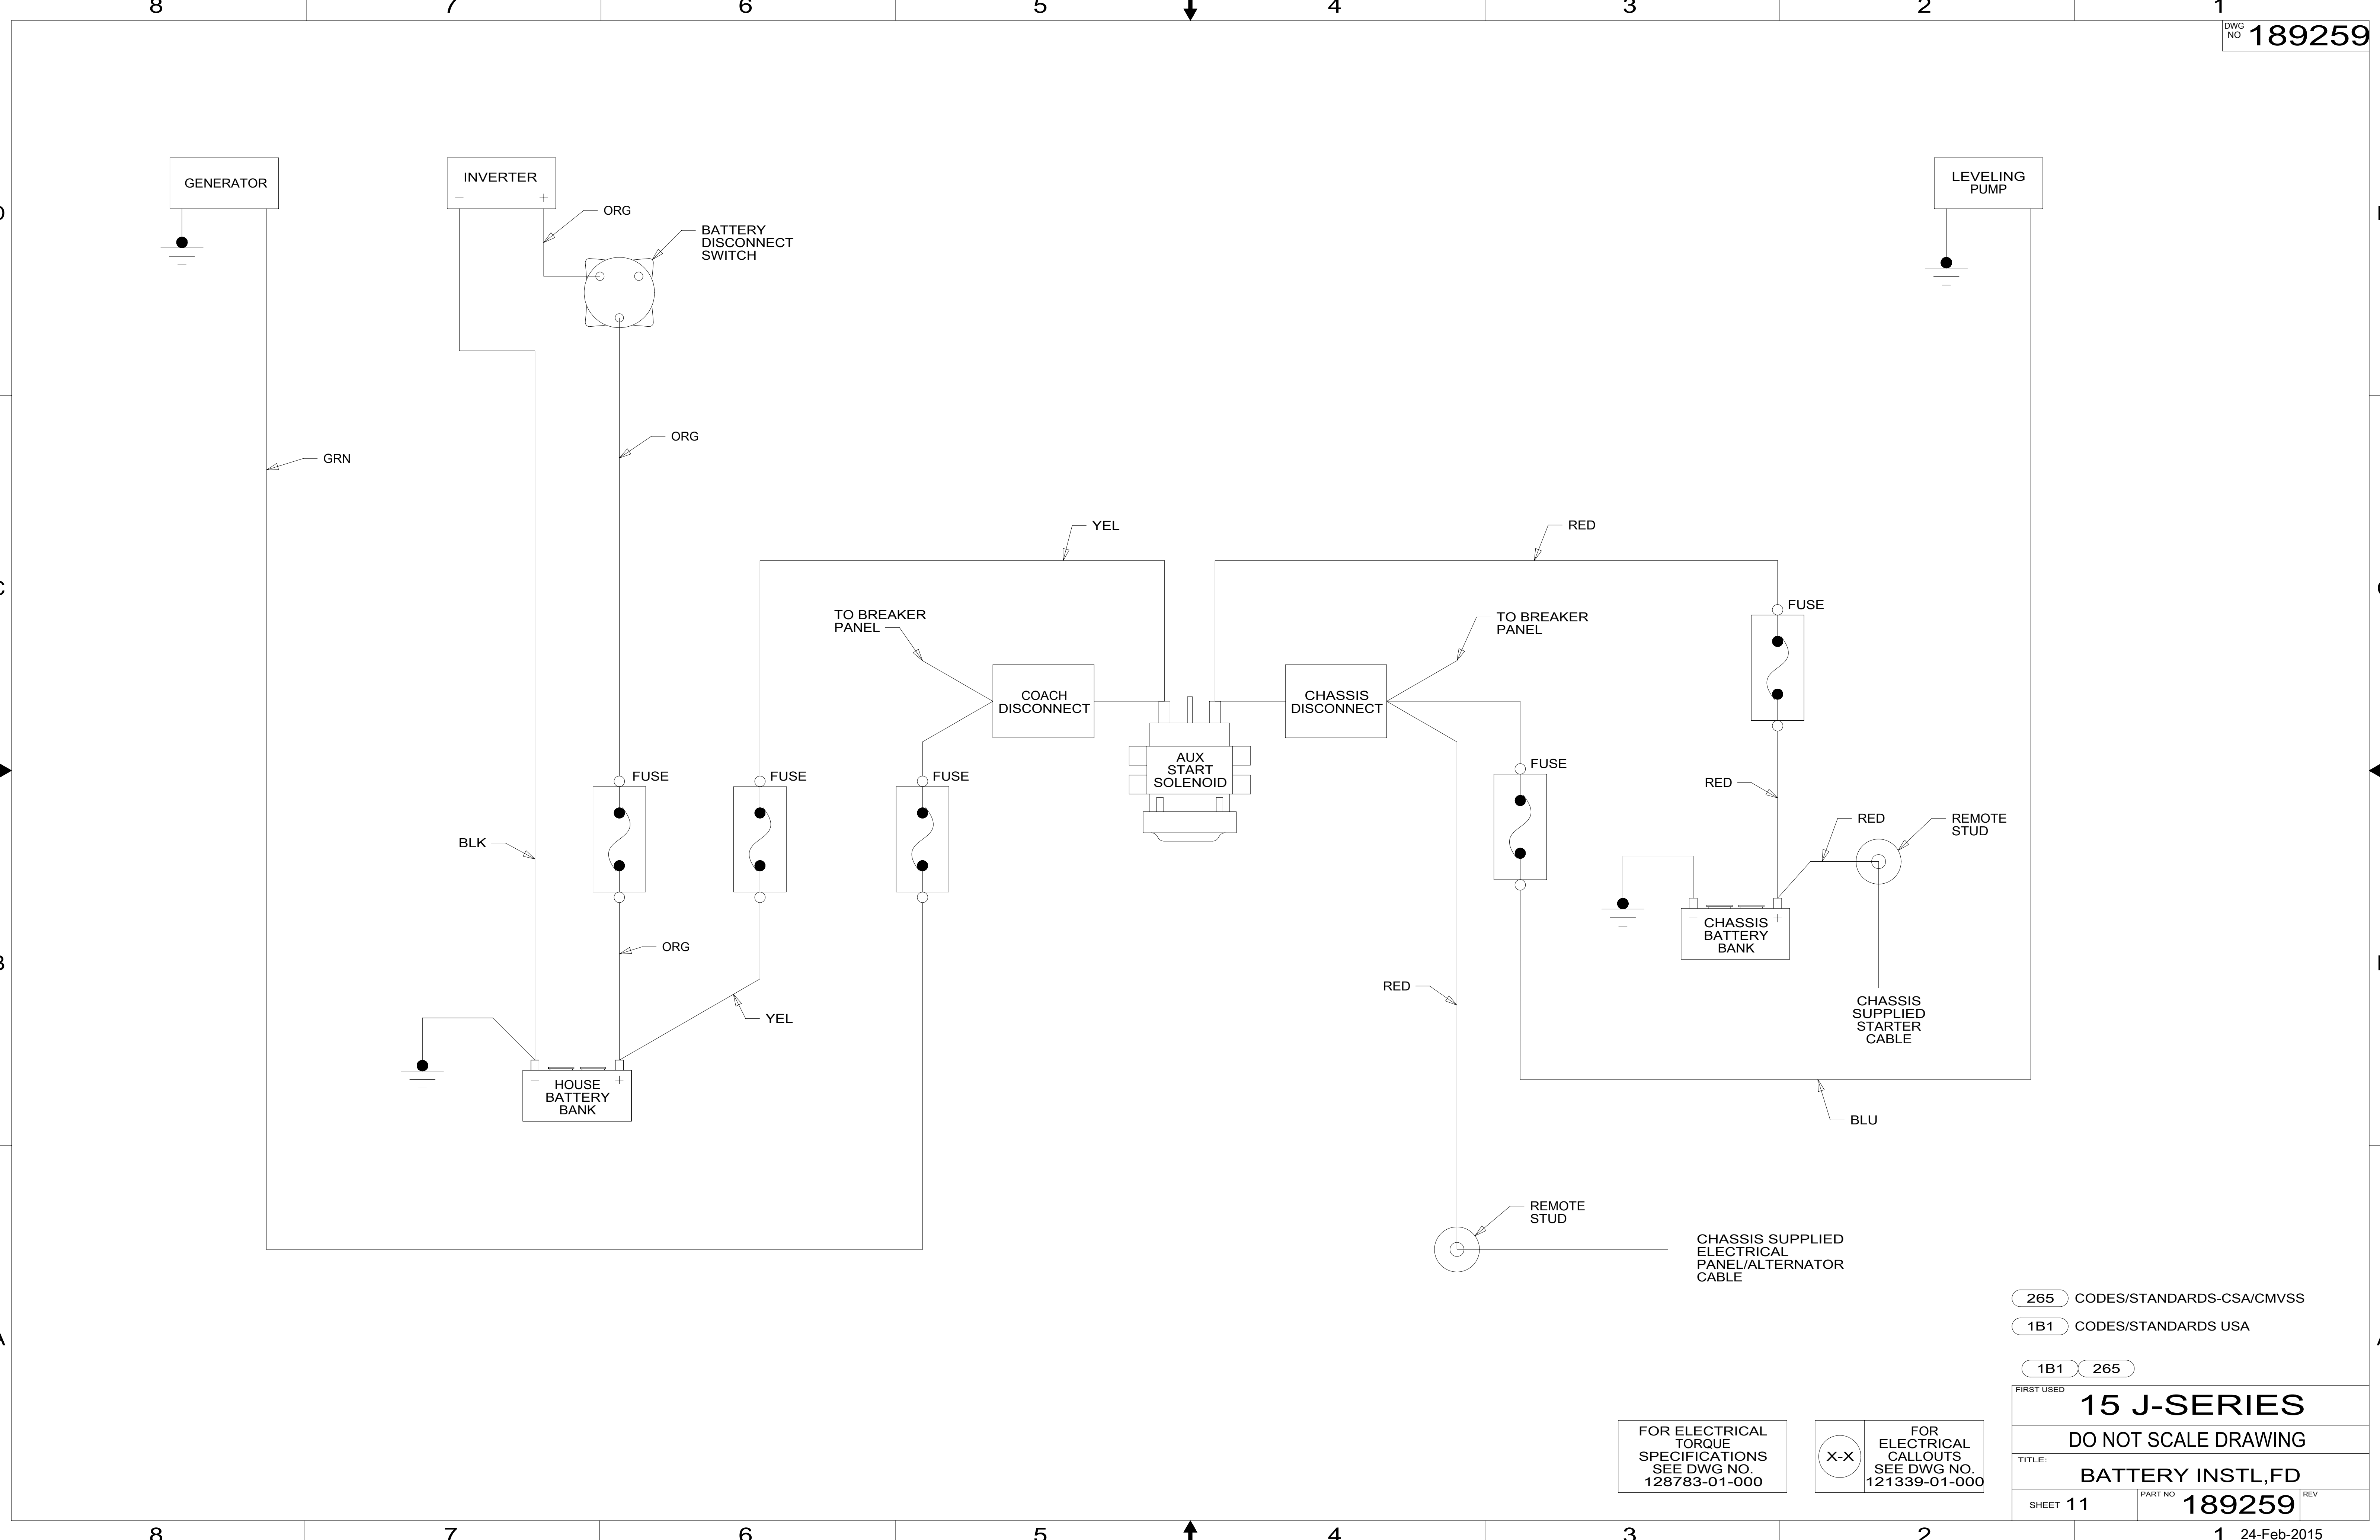 8 7 6 5 4 3 2 1
DWG
NO 189259
GENERATOR
INVERTER
− +
LEVELING
PUMP
ORG
BATTERY
DISCONNECT
SWITCH
ORG
GRN
YEL
RED
TO BREAKER
PANEL
TO BREAKER
PANEL
FUSE
COACH
DISCONNECT
CHASSIS
DISCONNECT
AUX
START
SOLENOID
FUSE
FUSE
FUSE
FUSE
RED
BLK
RED
REMOTE
STUD
− +
CHASSIS
BATTERY
BANK
ORG
YEL
RED
CHASSIS
SUPPLIED
STARTER
CABLE
− +
HOUSE
BATTERY
BANK
BLU
REMOTE
STUD
CHASSIS SUPPLIED
ELECTRICAL
PANEL/ALTERNATOR
CABLE
265 CODES/STANDARDS-CSA/CMVSS
1B1 CODES/STANDARDS USA
1B1 265
FIRST USED
15 J-SERIES
DO NOT SCALE DRAWING
TITLE:
BATTERY INSTL,FD
SHEET 11
PART NO 189259
REV
FOR ELECTRICAL
TORQUE
SPECIFICATIONS
SEE DWG NO.
128783-01-000
X-X
FOR
ELECTRICAL
CALLOUTS
SEE DWG NO.
121339-01-000
8 7 6 5 4 3 2 1
24-Feb-2015